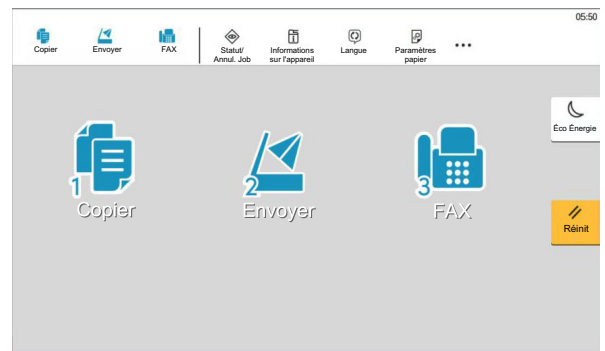 05:50
Copier
Envoyer
FAX
Statut/
Annul. Job
Informations
sur l'appareil
Langue
Paramètres
papier
Éco Énergie
1
Copier
2
Envoyer
3
FAX
Réinit